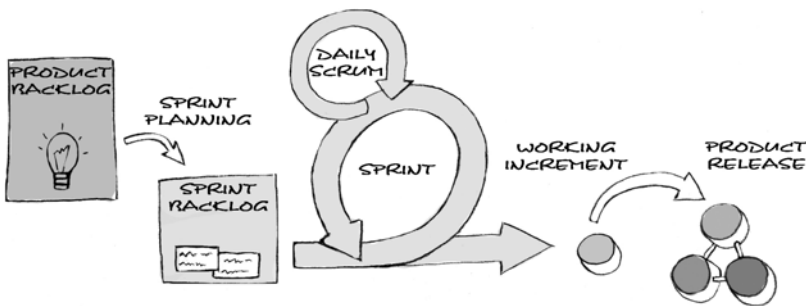 PRODUCT
BACKLOG
SPRINT
PLANNING
SPRINT
BACKLOG
DAILY
SCRUM
SPRINT
WORKING
INCREMENT
PRODUCT
RELEASE